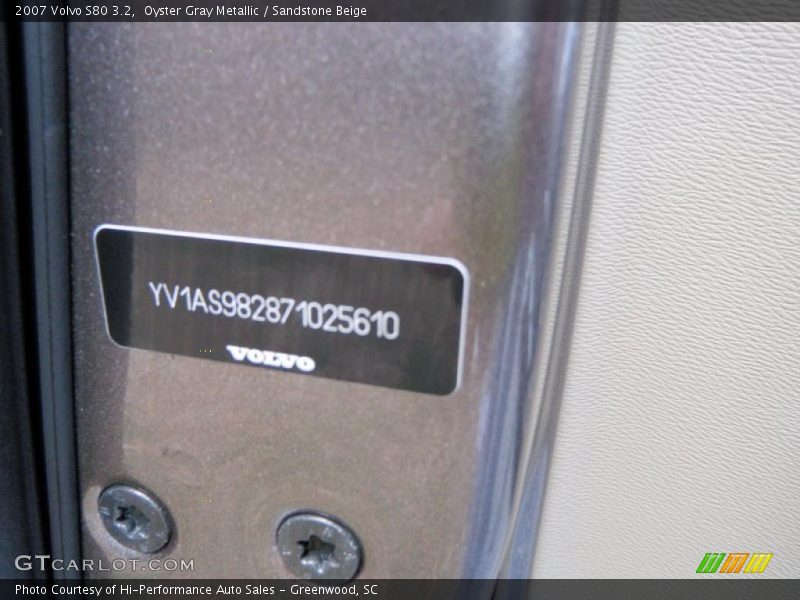 2007 Volvo S80 3.2, Oyster Gray Metallic / Sandstone Beige
YV1AS982871025610
VOLVO
GTCARLOT.COM
Photo Courtesy of Hi-Performance Auto Sales - Greenwood, SC